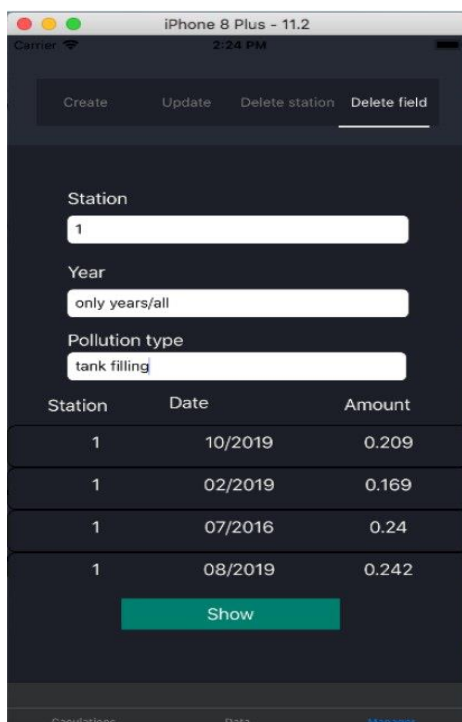 iPhone 8 Plus - 11.2
Carrier 2:24 PM
Create Update Delete station Delete field
Station
1
Year
only years/all
Pollution type
tank filling
Station Date Amount
1 10/2019 0.209
1 02/2019 0.169
1 07/2016 0.24
1 08/2019 0.242
Show
Data Manager